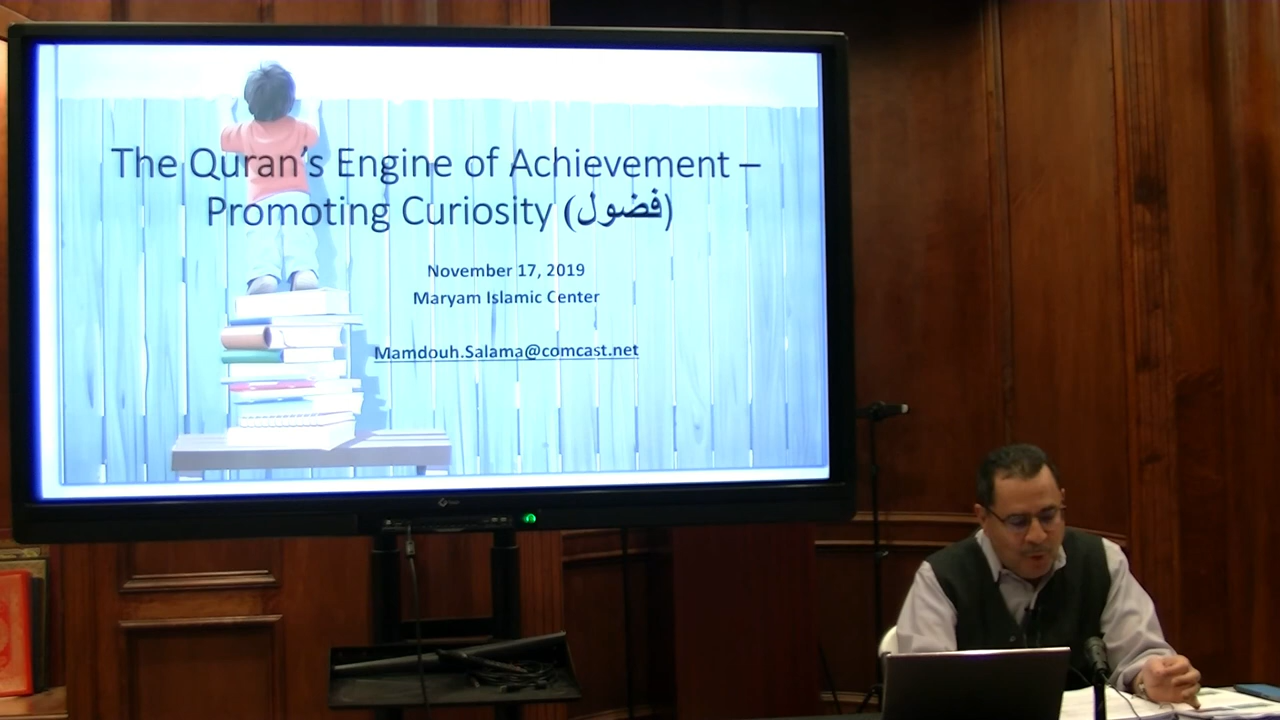 The Quran's Engine of Achievement –
Promoting Curiosity (فضول)
November 17, 2019
Maryam Islamic Center
Mamdouh.Salama@comcast.net